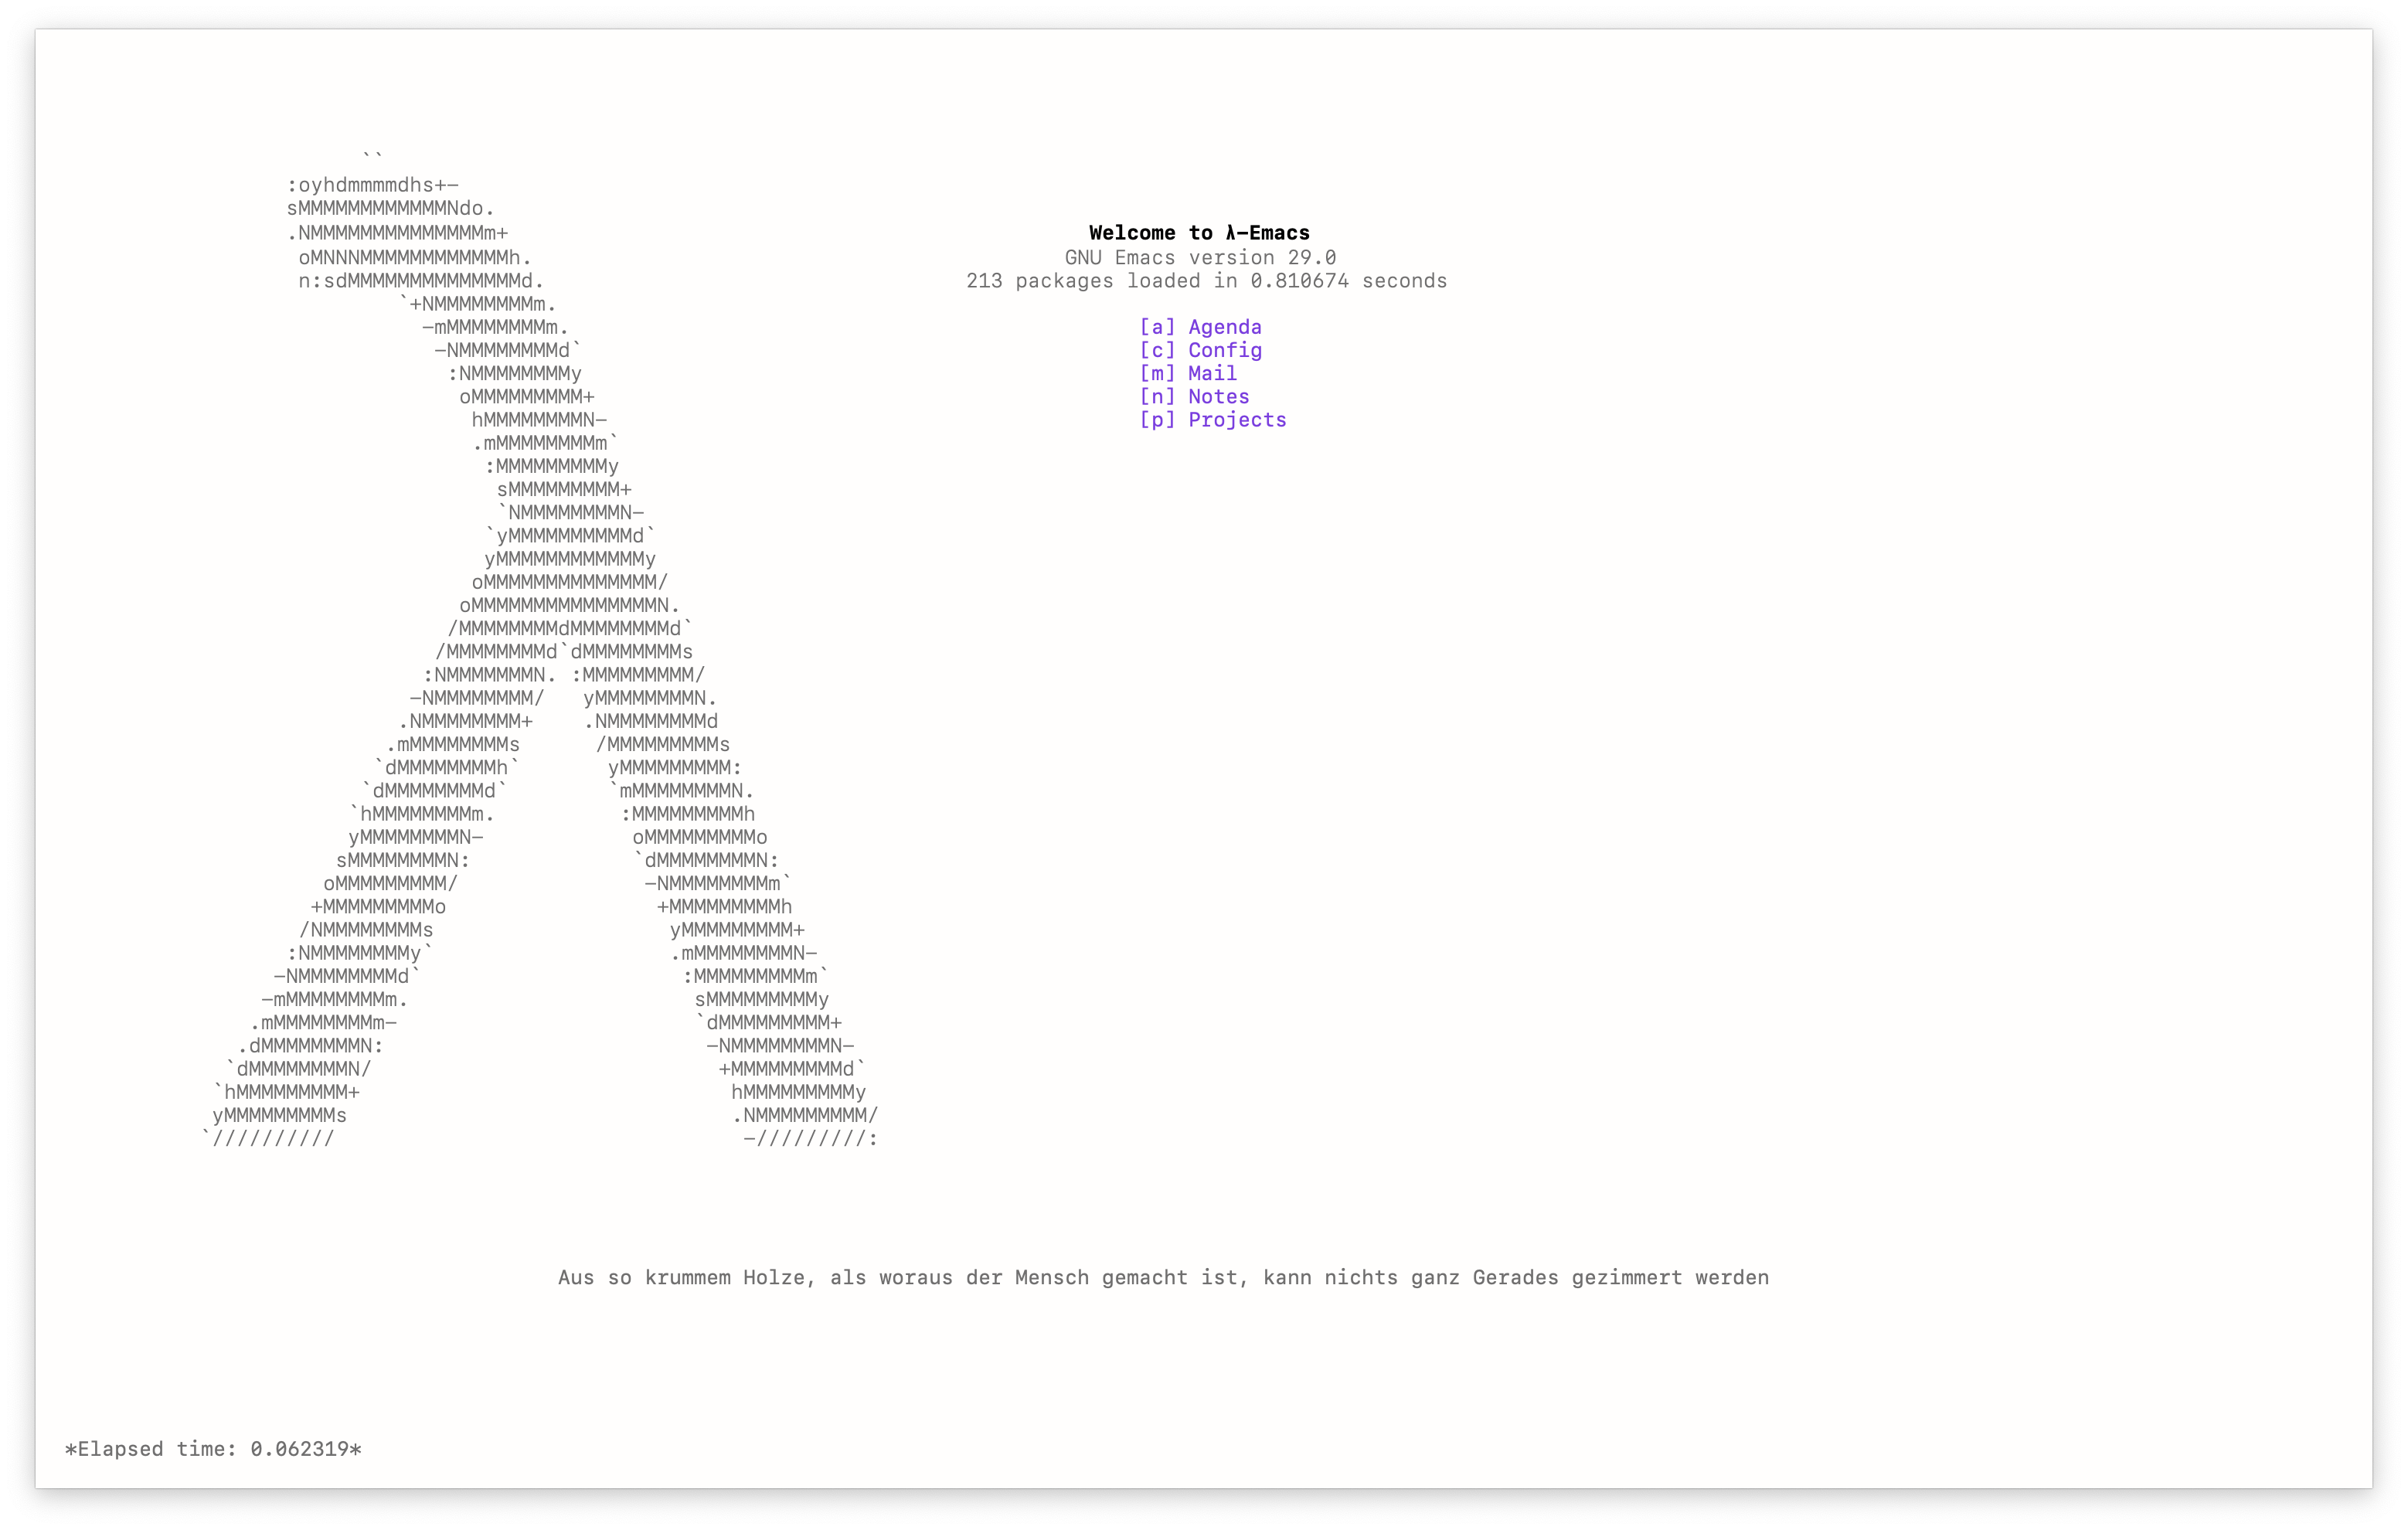 Welcome to λ-Emacs
GNU Emacs version 29.0
213 packages loaded in 0.810674 seconds
[a] Agenda
[c] Config
[m] Mail
[n] Notes
[p] Projects
Aus so krummem Holze, als woraus der Mensch gemacht ist, kann nichts ganz Gerades gezimmert werden
*Elapsed time: 0.062319*